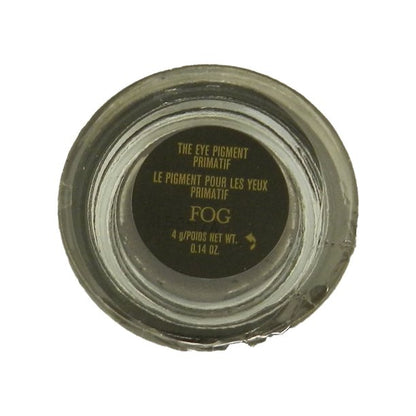 THE EYE PIGMENT
PRIMATIF
LE PIGMENT POUR LES YEUX
PRIMATIF
FOG
4 g/POIDS NET WT.
0.14 OZ.